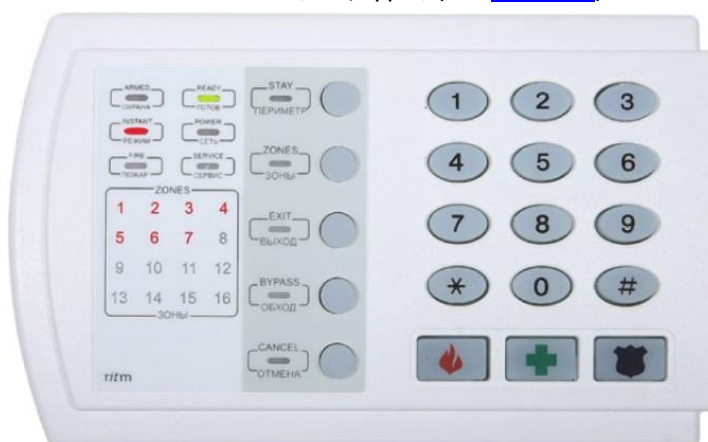 ARMED
ОХРАНА
READY
ГОТОВ
INSTANT
РЕЖИМ
POWER
СЕТЬ
FIRE
ПОЖАР
SERVICE
СЕРВИС
ZONES
1 2 3 4
5 6 7 8
9 10 11 12
13 14 15 16
ЗОНЫ
ritm
STAY
ПЕРИМЕТР
ZONES
ЗОНЫ
EXIT
ВЫХОД
BYPASS
ОБХОД
CANCEL
ОТМЕНА
1 2 3
4 5 6
7 8 9
* 0 #